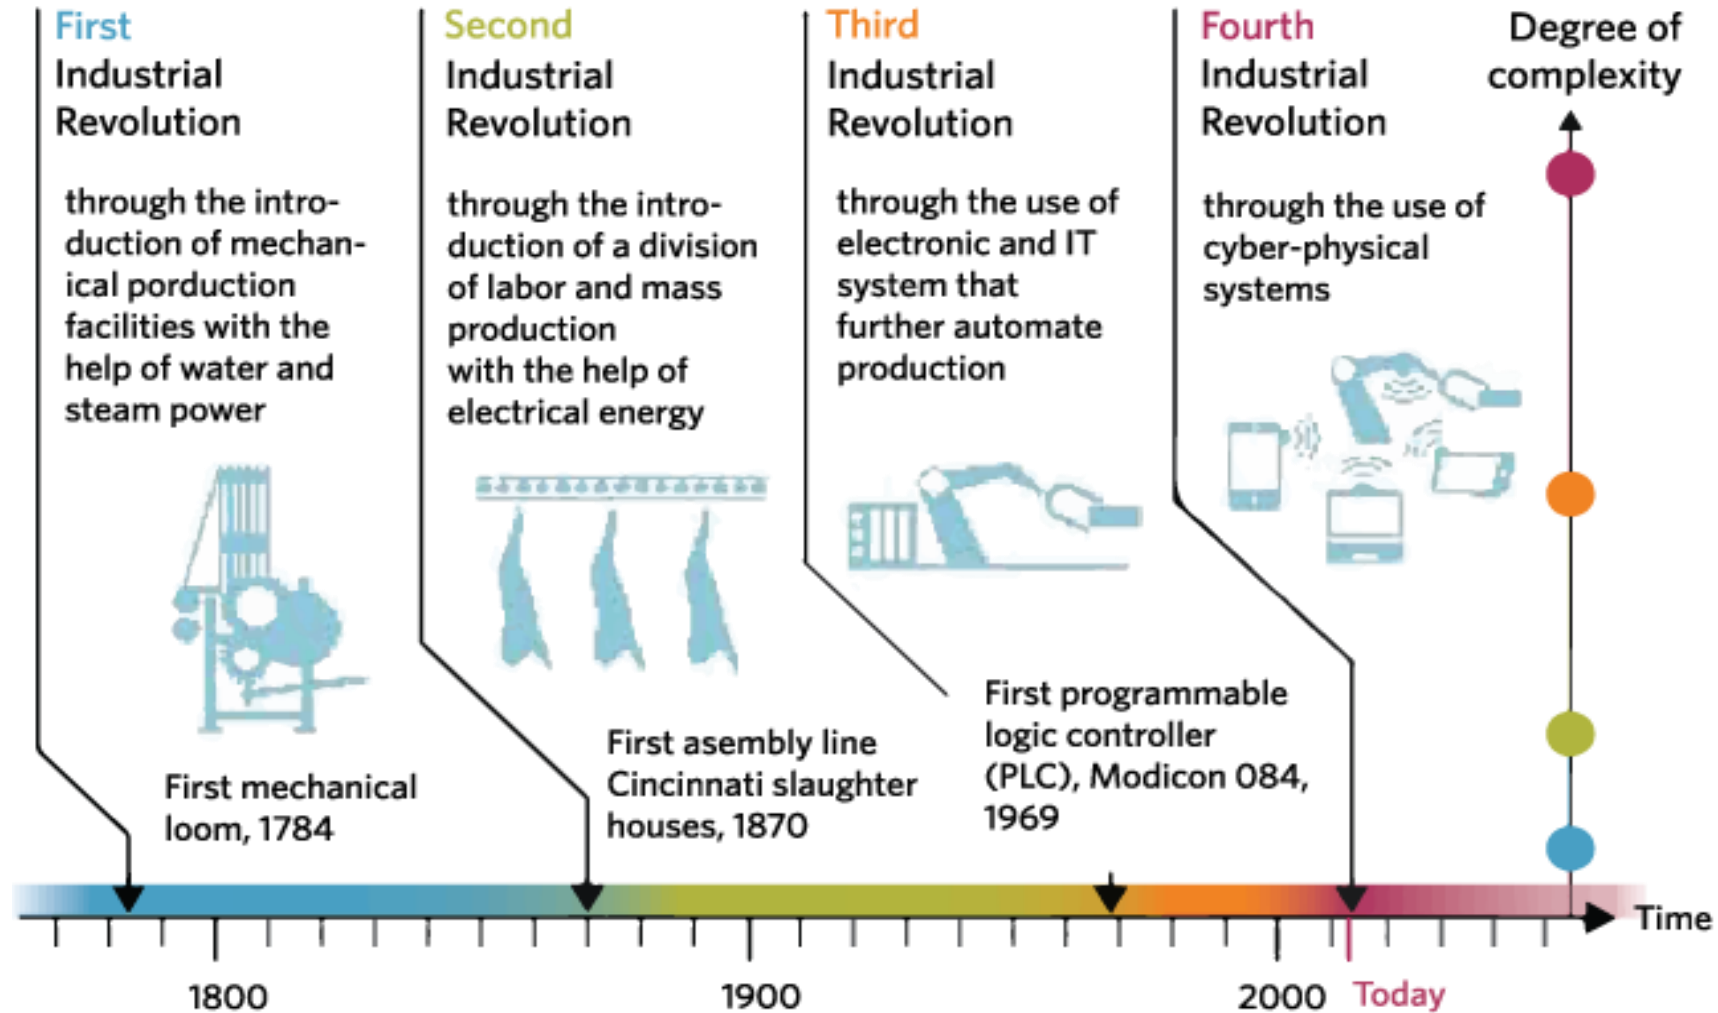 First
Industrial
Revolution
through the intro-
duction of mechan-
ical porduction
facilities with the
help of water and
steam power
First mechanical
loom, 1784
Second
Industrial
Revolution
through the intro-
duction of a division
of labor and mass
production
with the help of
electrical energy
First asembly line
Cincinnati slaughter
houses, 1870
Third
Industrial
Revolution
through the use of
electronic and IT
system that
further automate
production
First programmable
logic controller
(PLC), Modicon 084,
1969
Fourth
Industrial
Revolution
through the use of
cyber-physical
systems
Degree of
complexity
Time
1800
1900
2000
Today